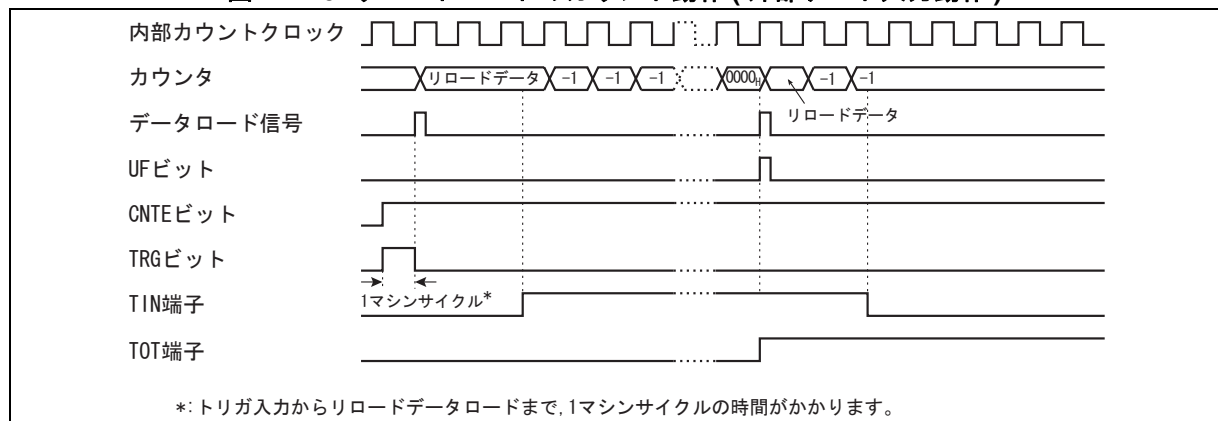 内部カウントクロック
カウンタ
リロードデータ -1 -1 -1 0000H -1 -1
リロードデータ
データロード信号
UFビット
CNTEビット
TRGビット
1マシンサイクル*
TIN端子
TOT端子
*:トリガ入力からリロードデータロードまで,1マシンサイクルの時間がかかります。